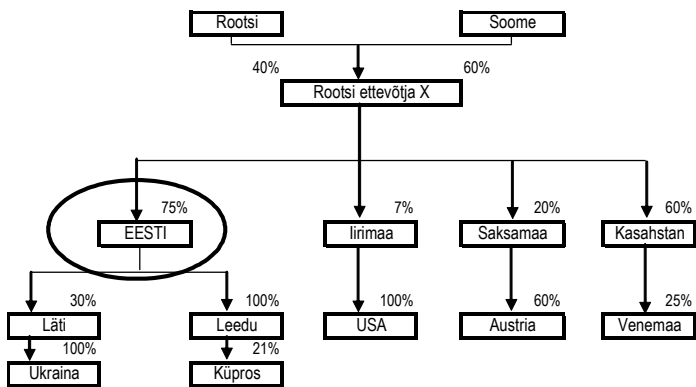 Rootsi Soome
40% 60%
Rootsi ettevõtja X
75% 7% 20% 60%
EESTI Iirimaa Saksamaa Kasahstan
30% 100% 100% 60% 25%
Läti Leedu USA Austria Venemaa
100% 21%
Ukraina Küpros